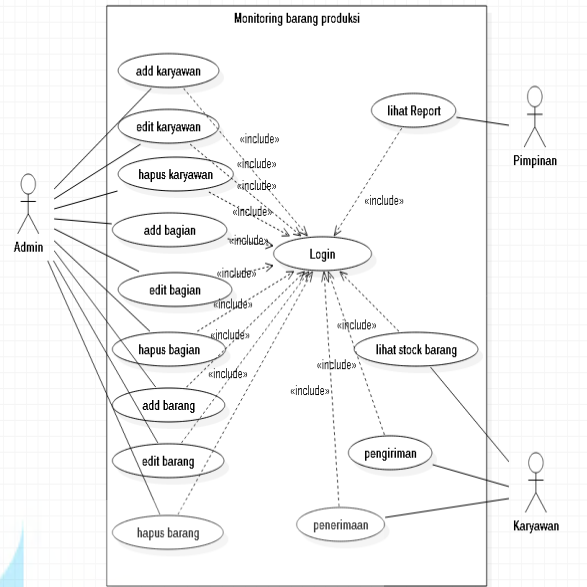 Monitoring barang produksi
add karyawan
lihat Report
edit karyawan
«include»
Pimpinan
«include»
hapus karyawan
«include»
«include»
«include»
add bagian
«include»
Admin
Login
«include»
edit bagian
«include»
«include»
«include»
hapus bagian
lihat stock barang
«include»
«include»
«include»
add barang
pengiriman
edit barang
penerimaan
Karyawan
hapus barang